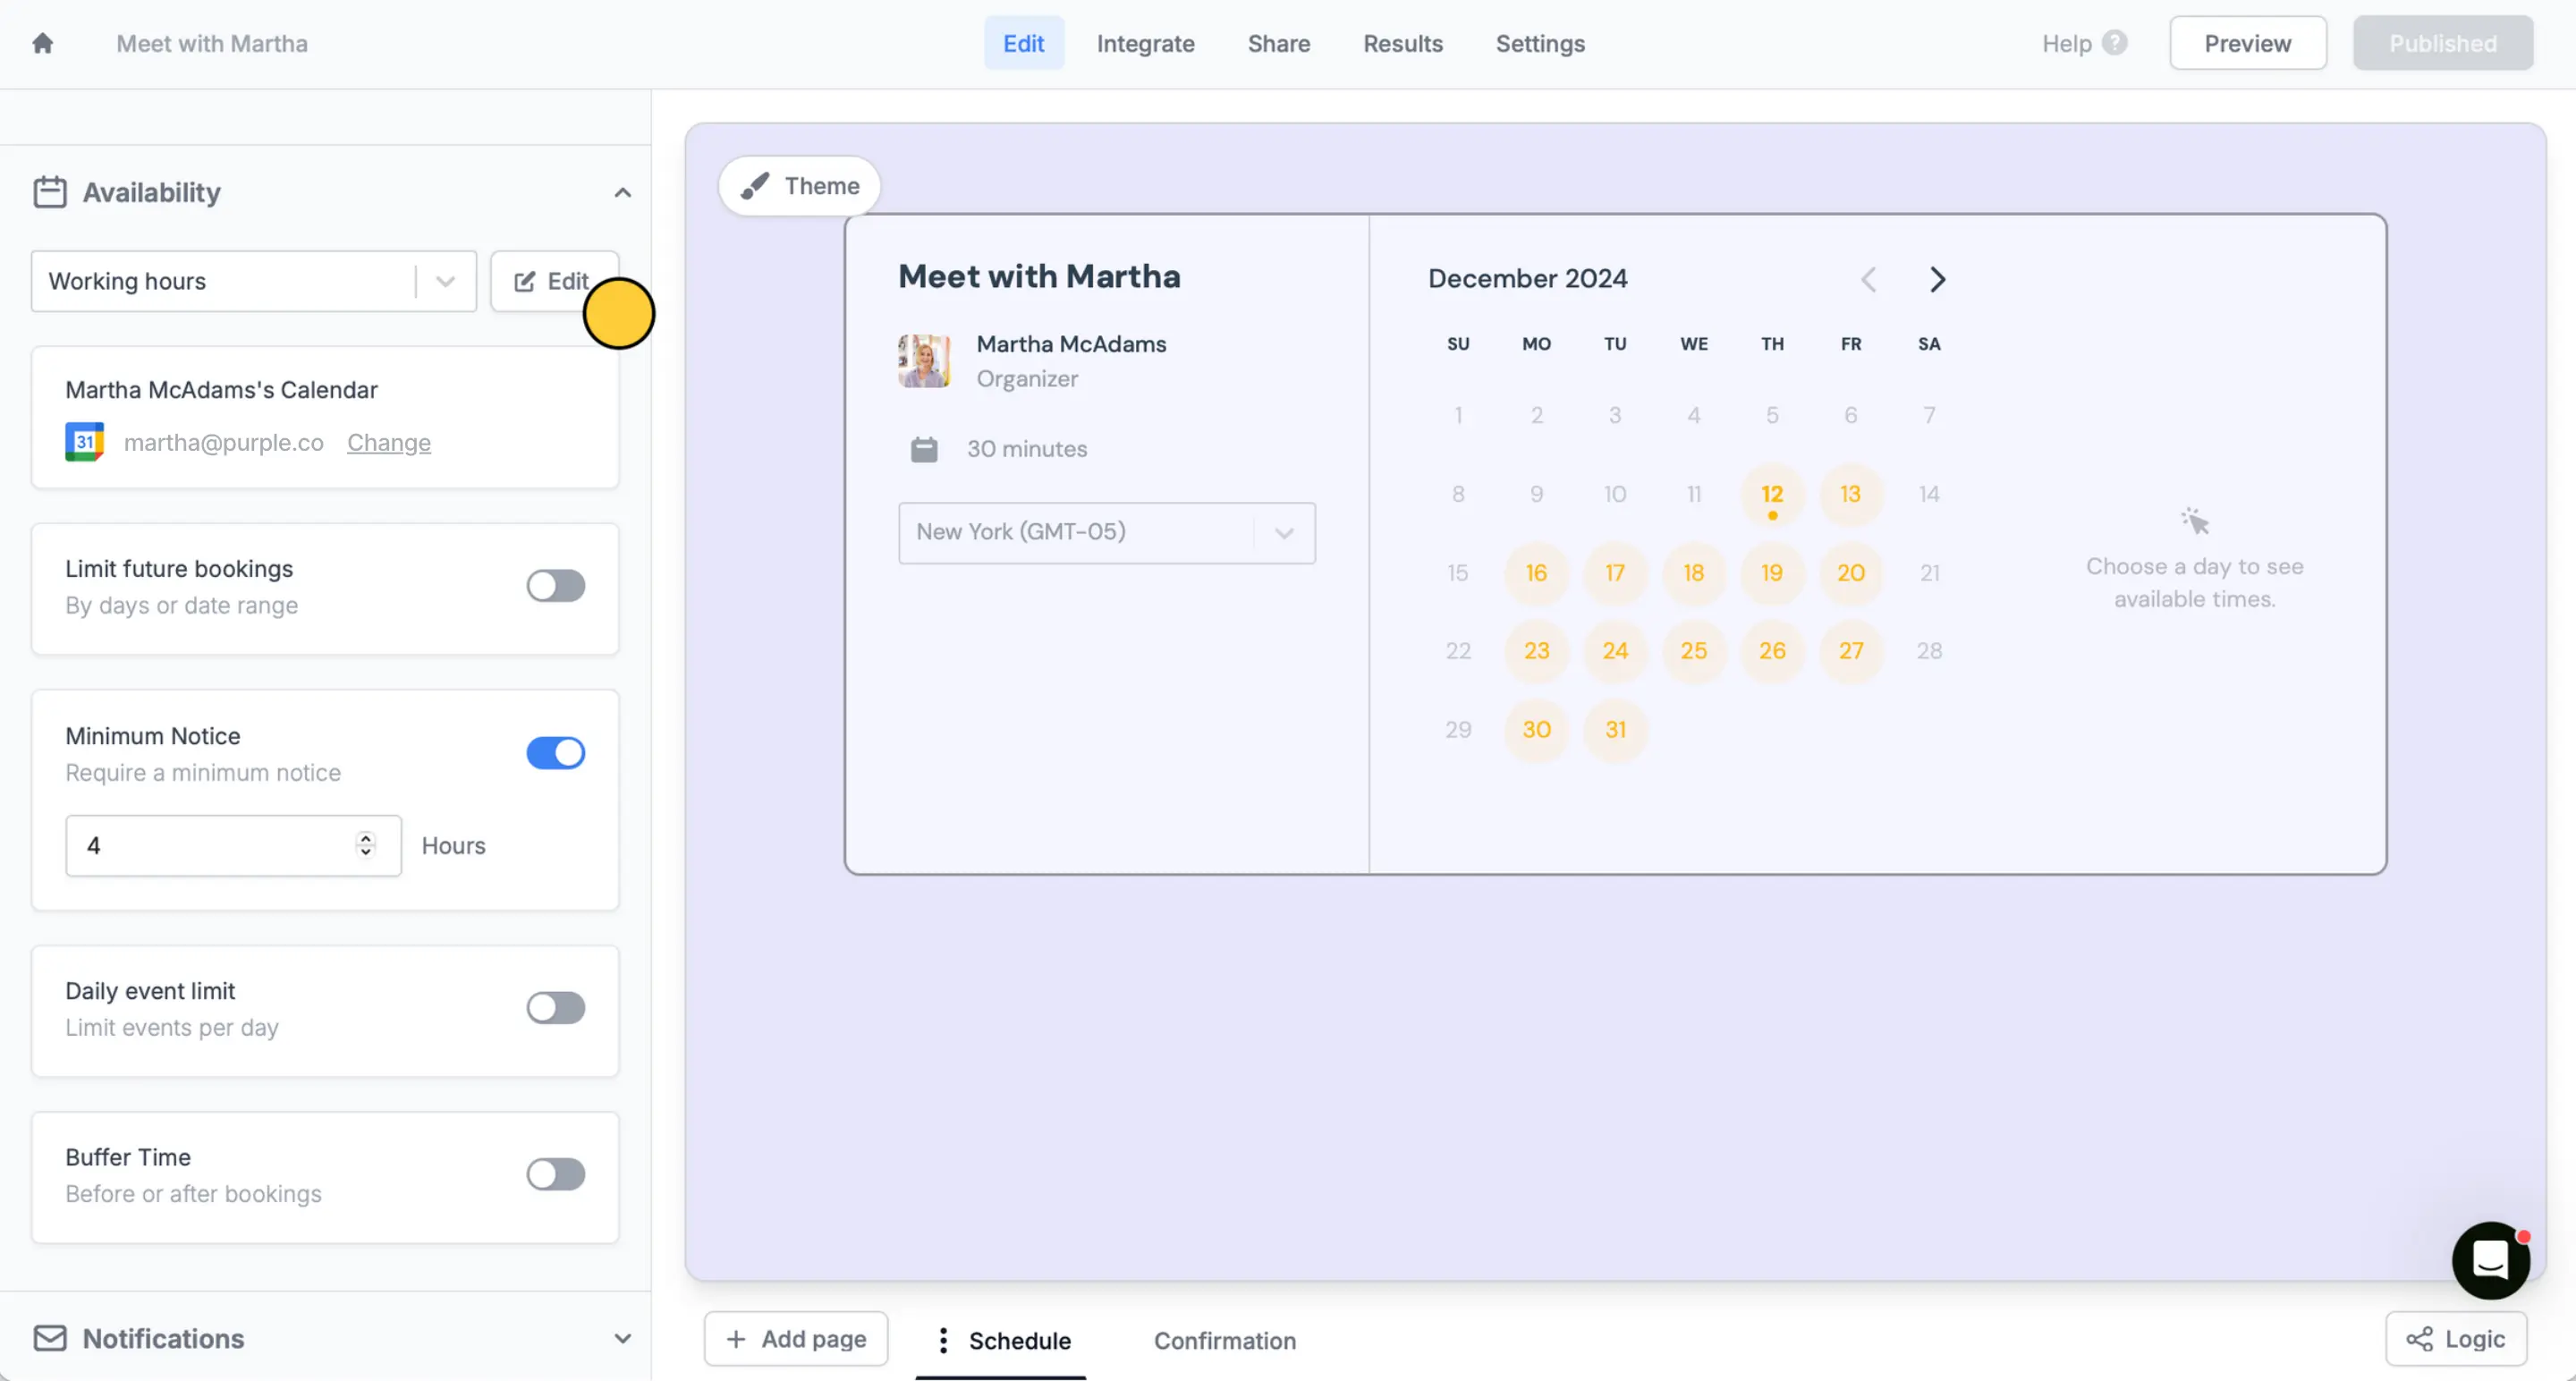 Meet with Martha
Edit
Integrate
Share
Results
Settings
Help ?
Preview
Published
Availability
Working hours
Edit
Martha McAdams's Calendar
31
martha@purple.co Change
Limit future bookings
By days or date range
Minimum Notice
Require a minimum notice
4 Hours
Daily event limit
Limit events per day
Buffer Time
Before or after bookings
Notifications
Theme
Meet with Martha
Martha McAdams
Organizer
30 minutes
New York (GMT-05)
December 2024
SU MO TU WE TH FR SA
1 2 3 4 5 6 7
8 9 10 11 12 13 14
15 16 17 18 19 20 21
22 23 24 25 26 27 28
29 30 31
Choose a day to see
available times.
+ Add page
Schedule
Confirmation
Logic